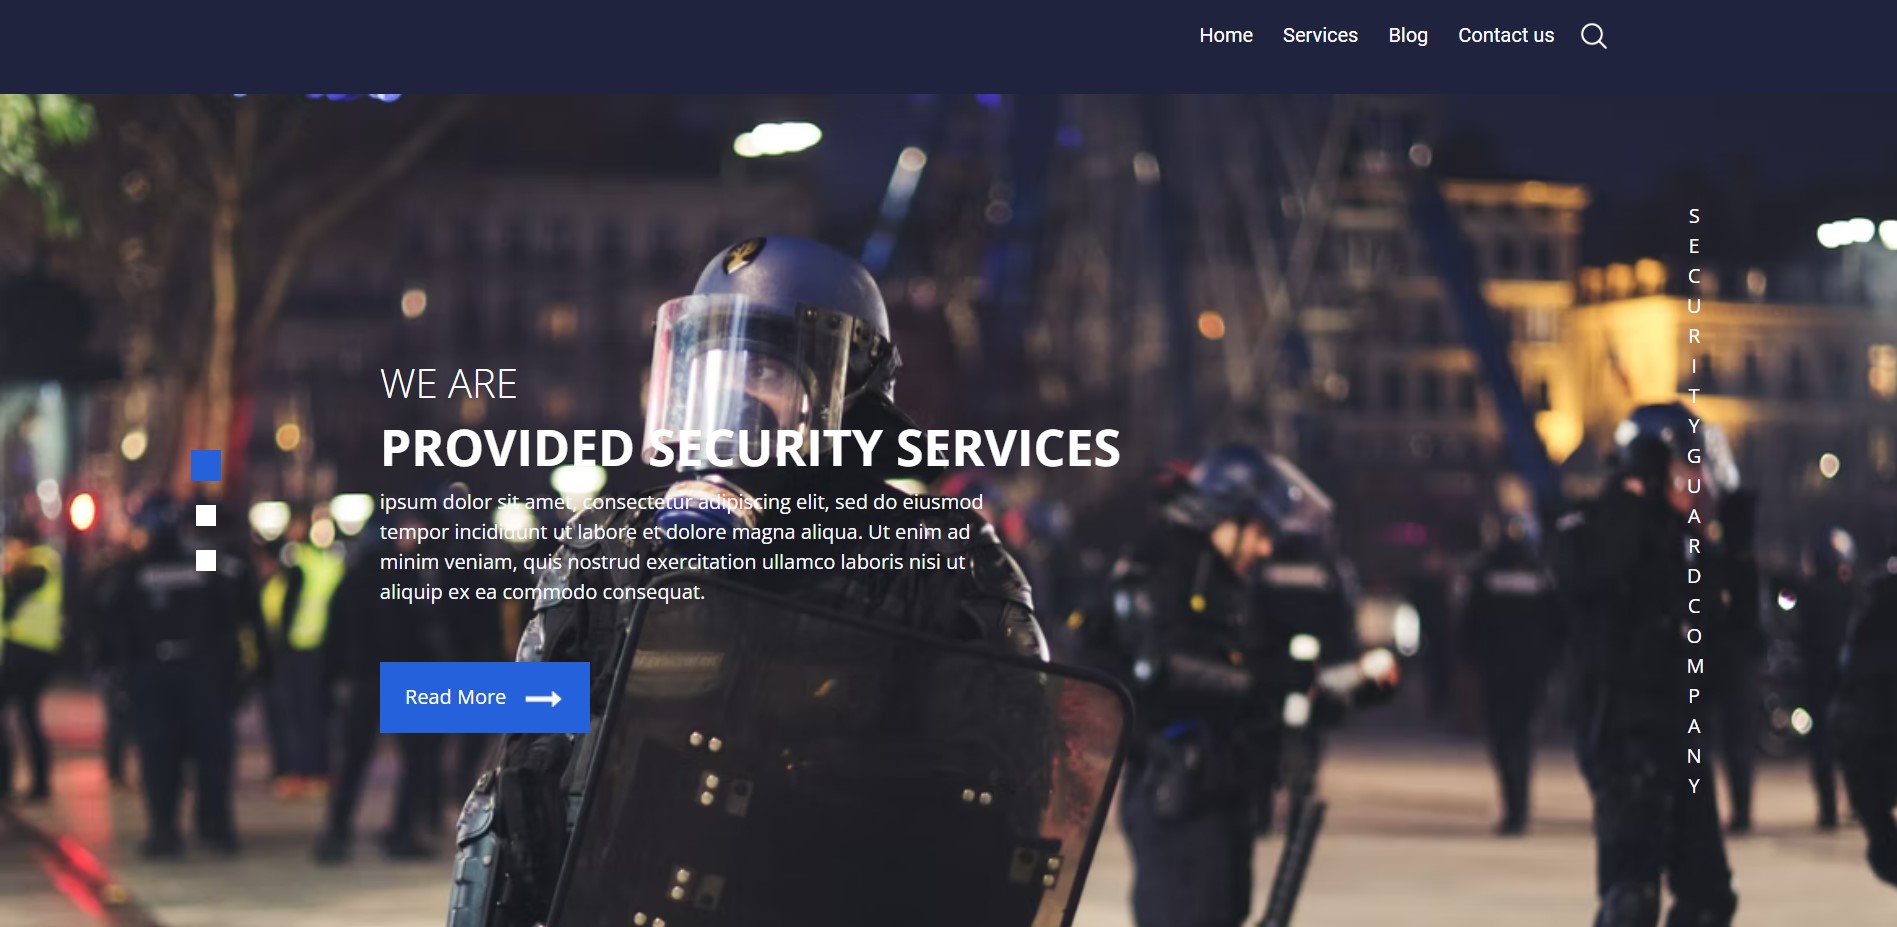 Home Services Blog Contact us
WE ARE
PROVIDED SECURITY SERVICES
ipsum dolor sit amet, consectetur adipiscing elit, sed do eiusmod
tempor incididunt ut labore et dolore magna aliqua. Ut enim ad
minim veniam, quis nostrud exercitation ullamco laboris nisi ut
aliquip ex ea commodo consequat.
Read More
S
E
C
U
R
I
T
Y
G
U
A
R
D
C
O
M
P
A
N
Y